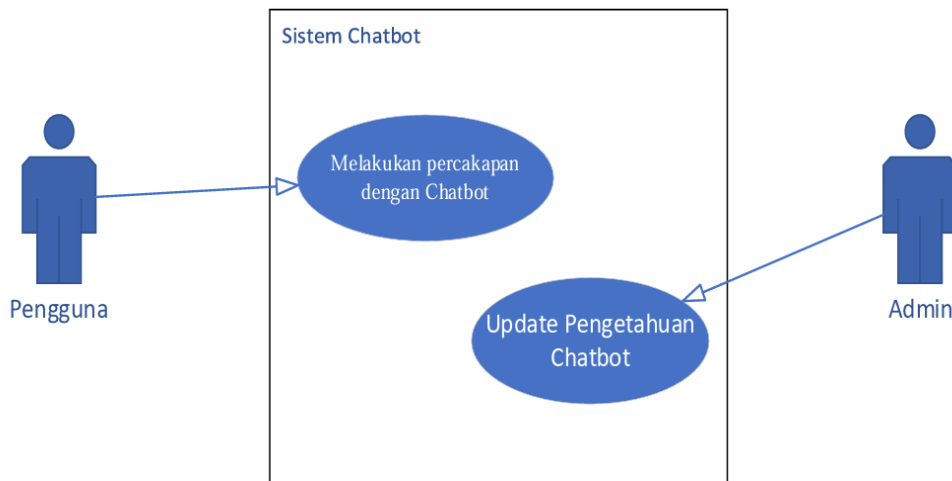 Sistem Chatbot
Melakukan percakapan
dengan Chatbot
Pengguna
Update Pengetahuan
Chatbot
Admin